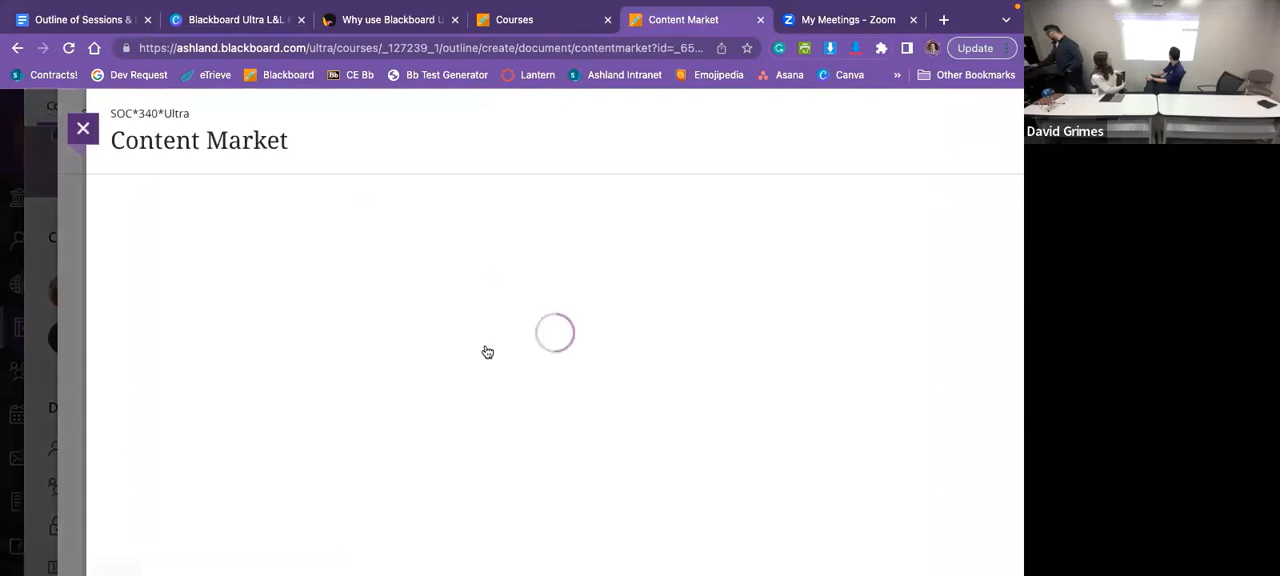 Outline of Sessions &
Blackboard Ultra L&L
Why use Blackboard U
Courses
Content Market
My Meetings - Zoom
https://ashland.blackboard.com/ultra/courses/_127239_1/outline/create/document/contentmarket?id=_65...
Update
Contracts!
Dev Request
eTrieve
Blackboard
CE Bb
Bb Test Generator
Lantern
Ashland Intranet
Emojipedia
Asana
Canva
»
Other Bookmarks
SOC*340*Ultra
Content Market
David Grimes